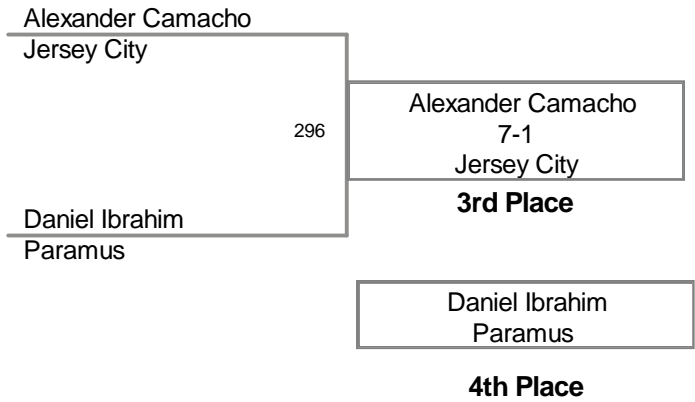 Alexander Camacho
Jersey City
296
Alexander Camacho
7-1
Jersey City
3rd Place
Daniel Ibrahim
Paramus
Daniel Ibrahim
Paramus
4th Place